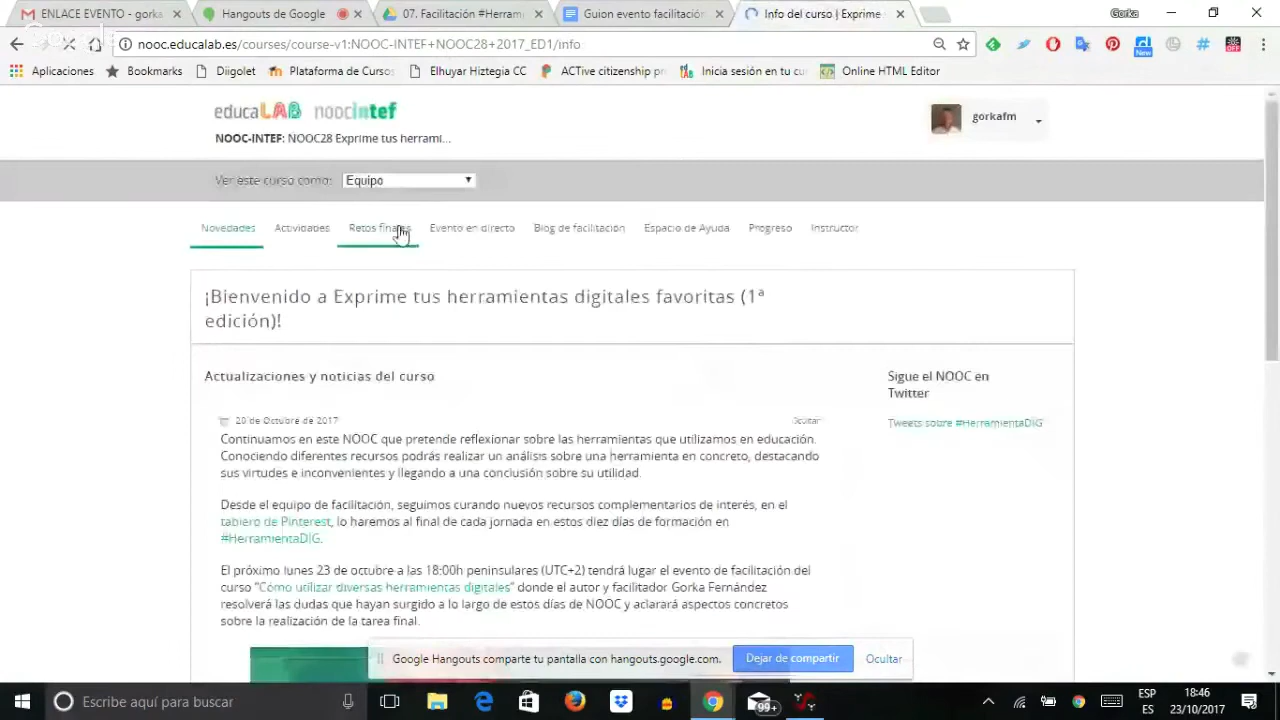 ENLACE EVENTO - gorka
Hangouts de Google
07. Facilitación #Herram
Guion evento facilitació
Info del curso | Exprime
Gorka
nooc.educalab.es/courses/course-v1:NOOC-INTEF+NOOC28+2017_ED1/info
New
OFF
Aplicaciones
Bookmarks
Diigolet
Plataforma de Cursos
Elhuyar Hiztegia CC
ACTive citizenship pr
Inicia sesión en tu cu
Online HTML Editor
educaLAB noocintef
gorkafm
NOOC-INTEF: NOOC28 Exprime tus herrami...
Ver este curso como: Equipo
Novedades
Actividades
Retos finales
Evento en directo
Blog de facilitación
Espacio de Ayuda
Progreso
Instructor
¡Bienvenido a Exprime tus herramientas digitales favoritas (1ª
edición)!
Actualizaciones y noticias del curso
20 de Octubre de 2017
Ocultar
Continuamos en este NOOC que pretende reflexionar sobre las herramientas que utilizamos en educación.
Conociendo diferentes recursos podrás realizar un análisis sobre una herramienta en concreto, destacando
sus virtudes e inconvenientes y llegando a una conclusión sobre su utilidad.
Desde el equipo de facilitación, seguimos curando nuevos recursos complementarios de interés, en el
tablero de Pinterest, lo haremos al final de cada jornada en estos diez días de formación en
#HerramientaDIG.
El próximo lunes 23 de octubre a las 18:00h peninsulares (UTC+2) tendrá lugar el evento de facilitación del
curso "Cómo utilizar diversas herramientas digitales" donde el autor y facilitador Gorka Fernández
resolverá las dudas que hayan surgido a lo largo de estos días de NOOC y aclarará aspectos concretos
sobre la realización de la tarea final.
Sigue el NOOC en
Twitter
Tweets sobre #HerramientaDIG
Google Hangouts comparte tu pantalla con hangouts.google.com.
Dejar de compartir
Ocultar
Escribe aquí para buscar
99+
ESP
ES
18:46
23/10/2017